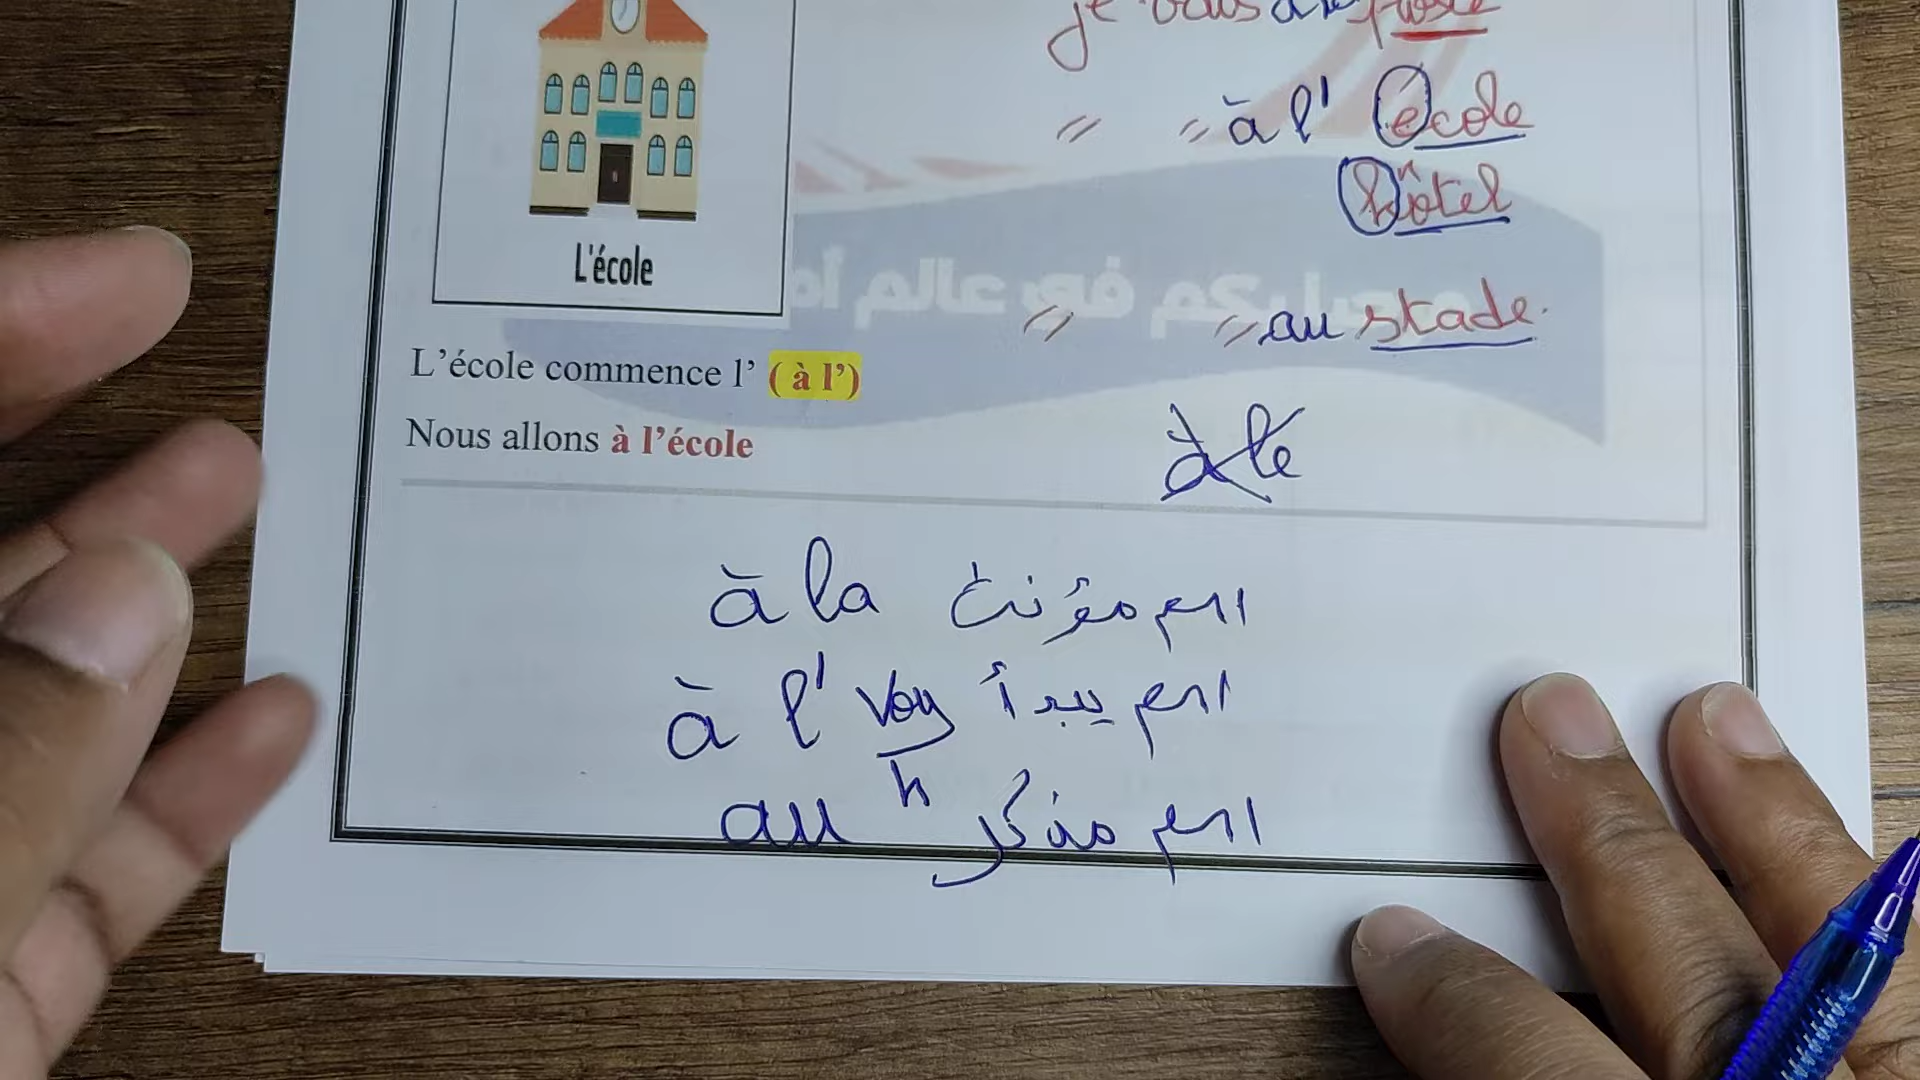 je vais à la poste
〃 〃 à l' école
hôtel
L'école
〃 〃 au stade.
L'école commence l' ( à l')
Nous allons à l'école
à le
à la اسم مؤنث
à l' اسم يبدأ voy
h
au اسم مذكر